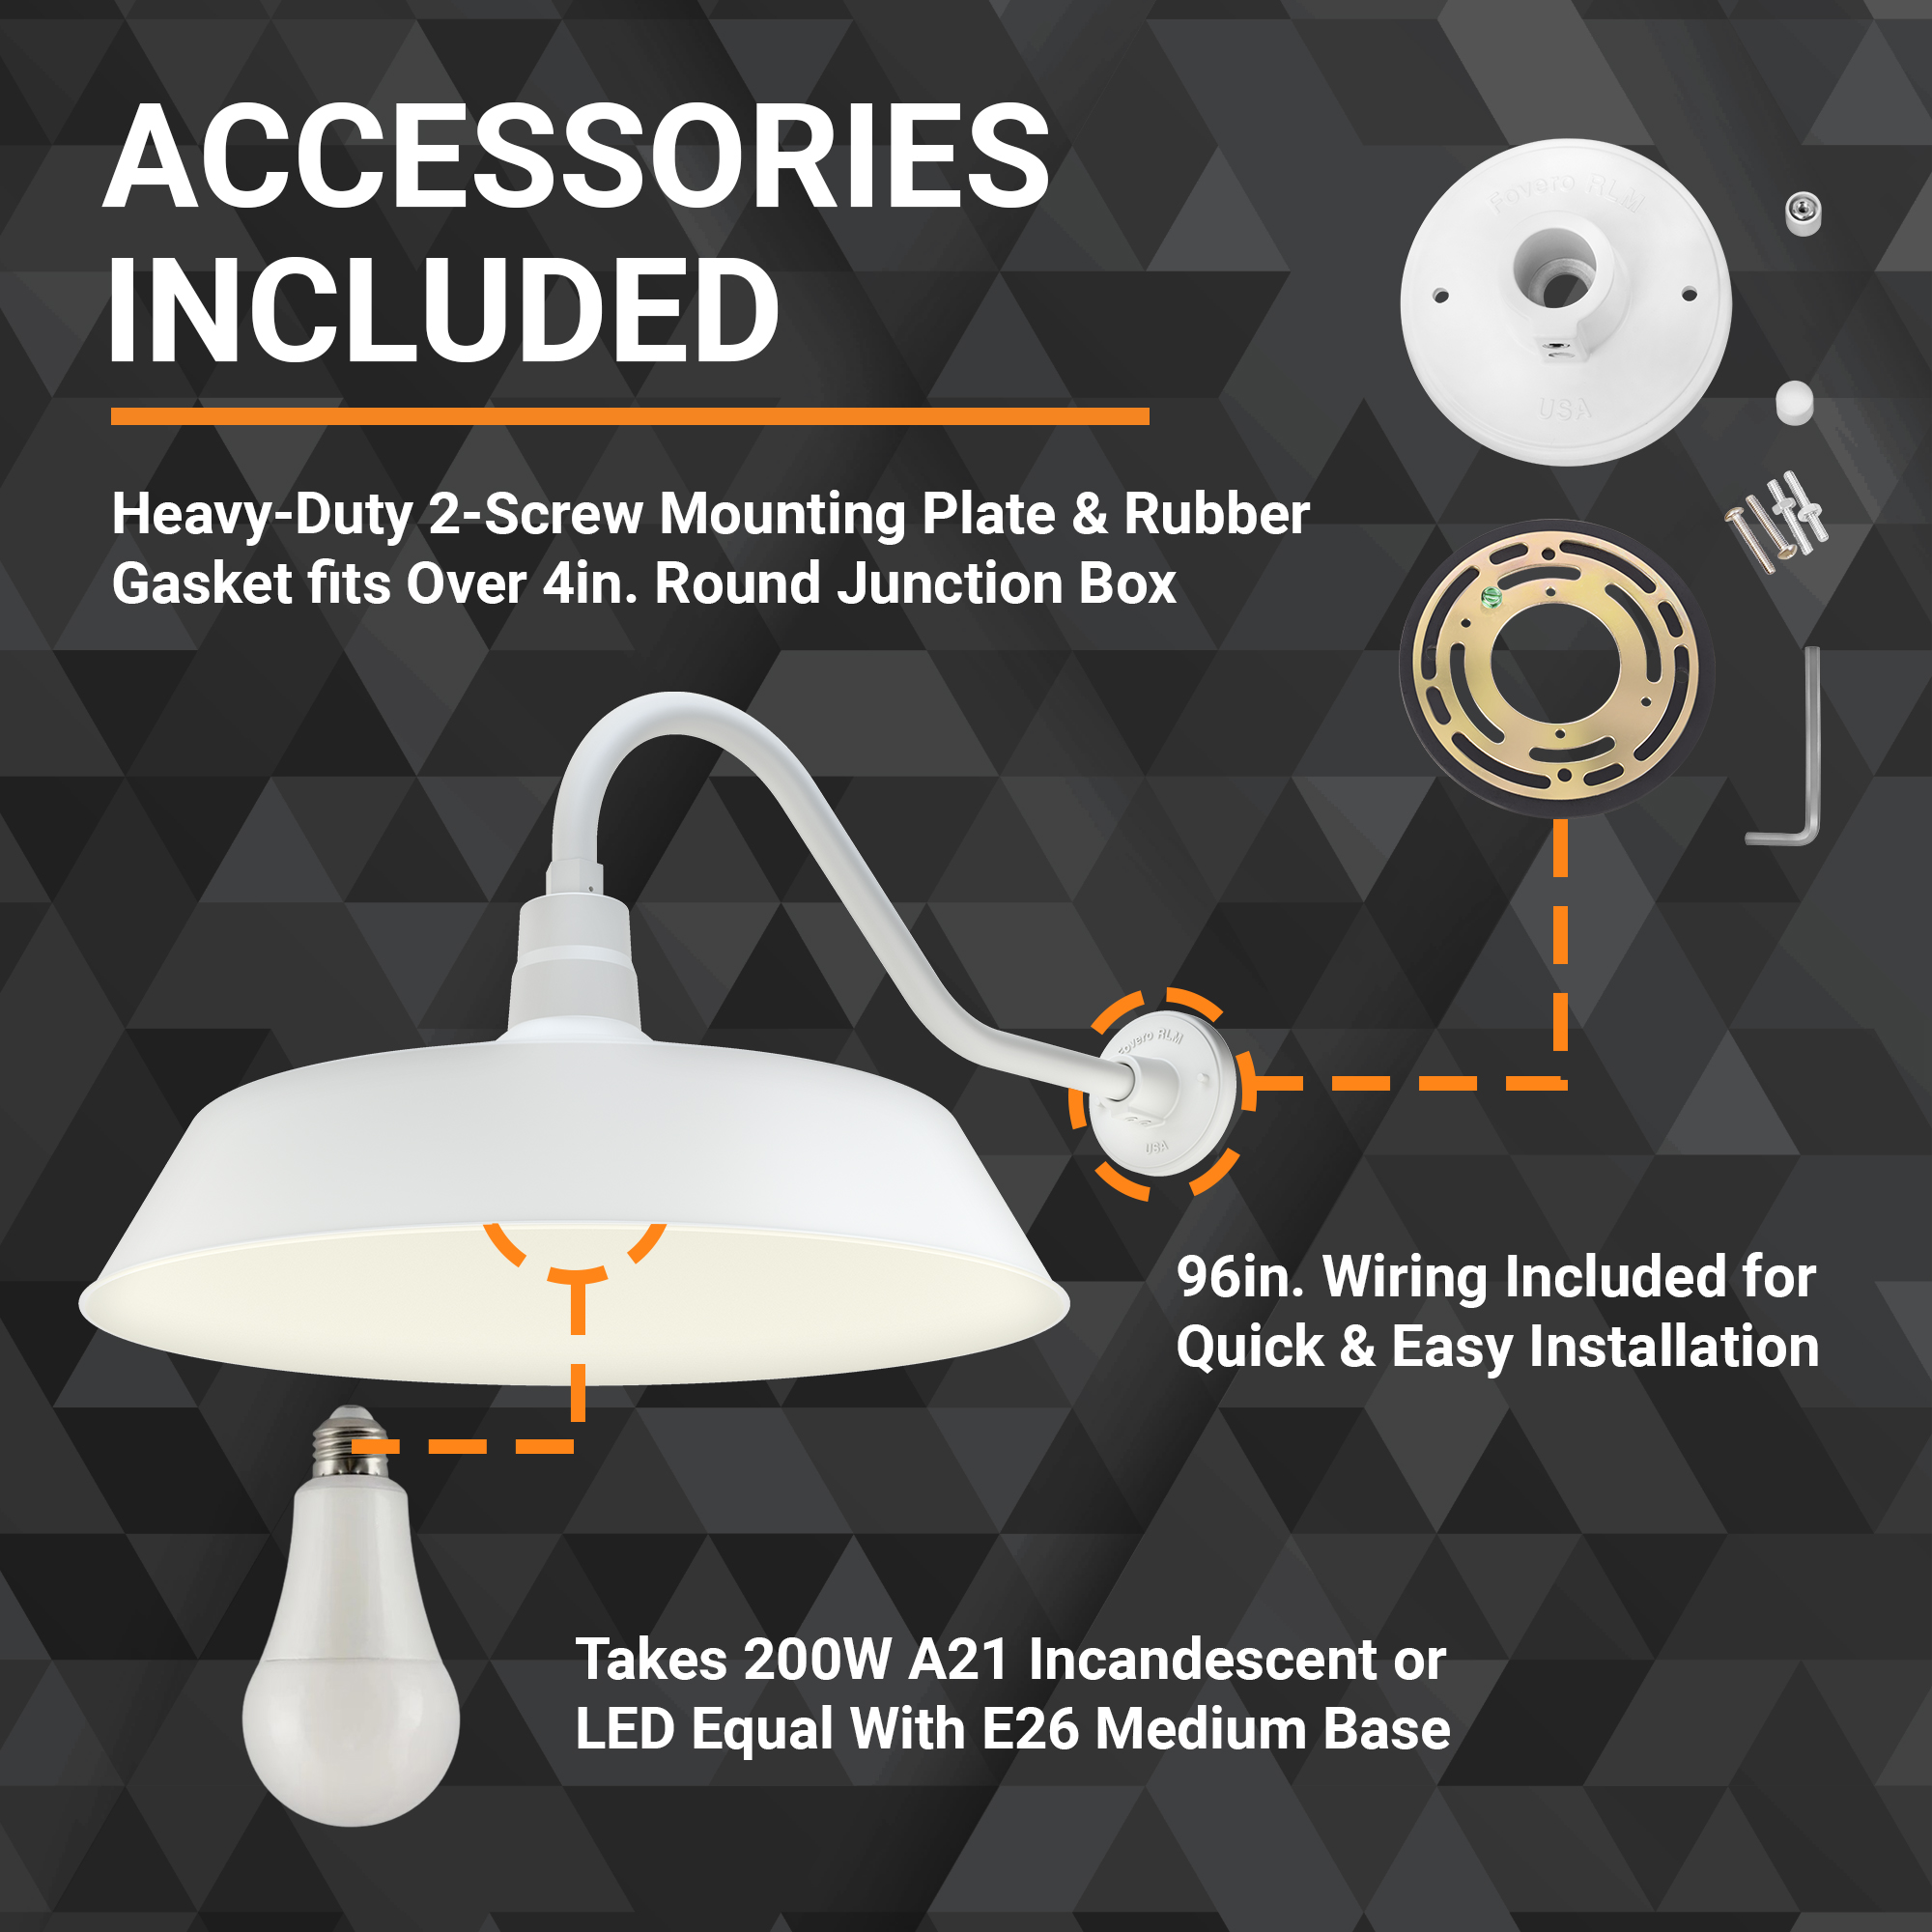 ACCESSORIES
INCLUDED
Fovero RLM
USA
Heavy-Duty 2-Screw Mounting Plate & Rubber
Gasket fits Over 4in. Round Junction Box
Fovero RLM
USA
96in. Wiring Included for
Quick & Easy Installation
Takes 200W A21 Incandescent or
LED Equal With E26 Medium Base